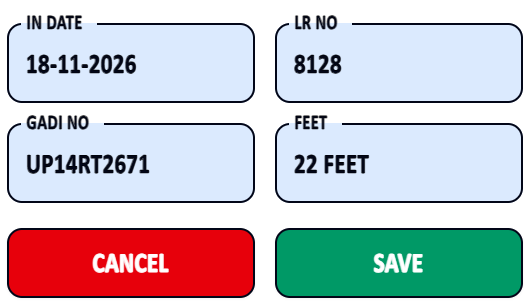 IN DATE
18-11-2026
LR NO
8128
GADI NO
UP14RT2671
FEET
22 FEET
CANCEL
SAVE